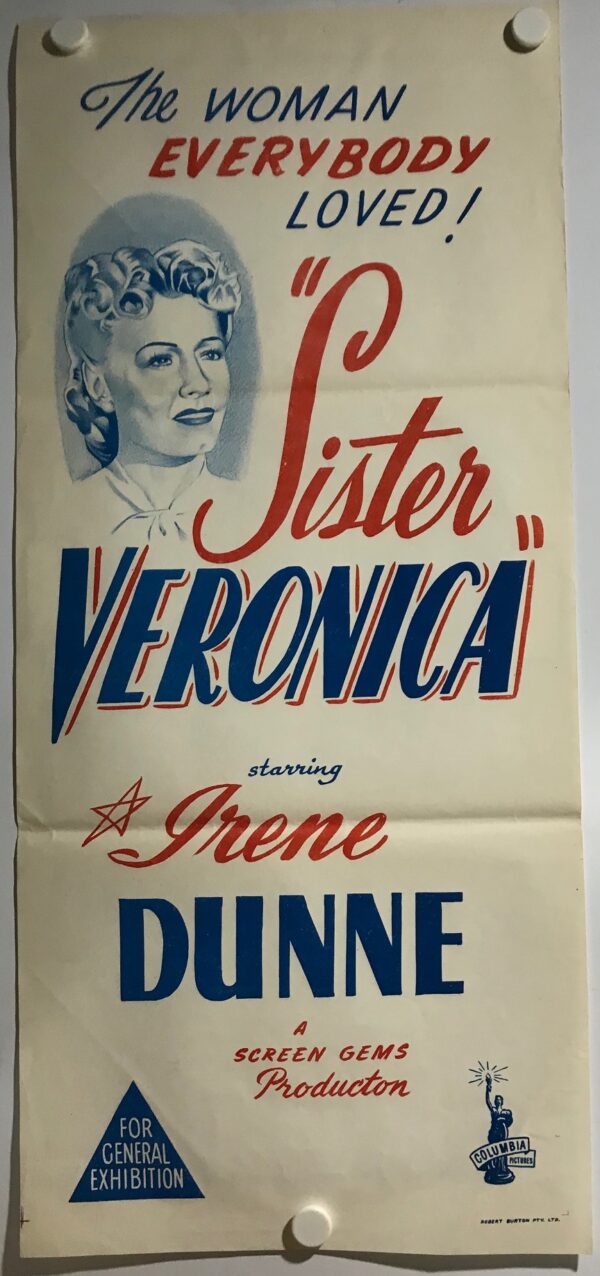 The WOMAN
EVERYBODY
LOVED!
"Sister
VERONICA"
starring
Irene
DUNNE
A
SCREEN GEMS
Producton
FOR
GENERAL
EXHIBITION
COLUMBIA
PICTURES
ROBERT BURTON PTY. LTD.